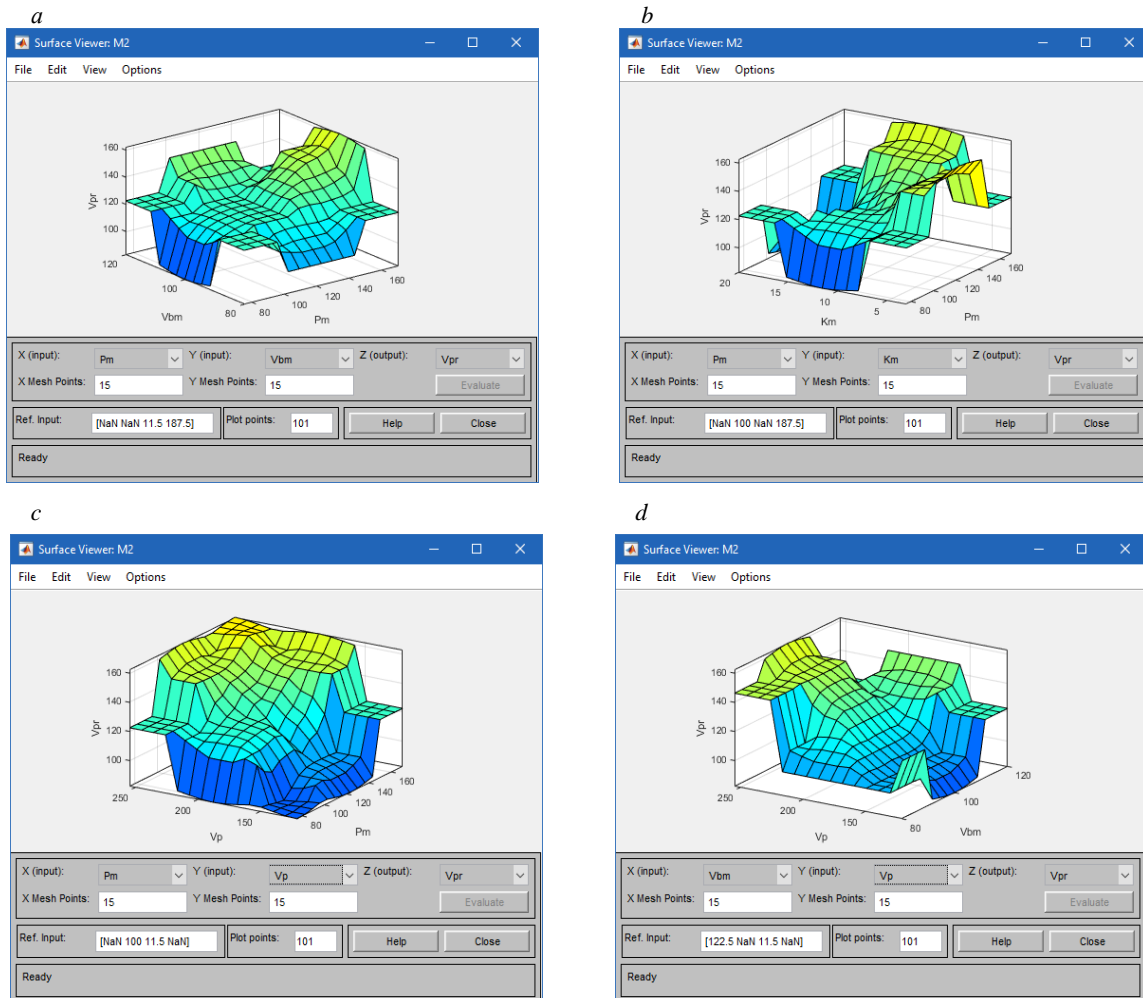 a
Surface Viewer: M2
File Edit View Options
160
140
120
100
Vpr
120
100
80
Vbm
80
100
120
140
160
Pm
X (input): Pm Y (input): Vbm Z (output): Vpr
X Mesh Points: 15 Y Mesh Points: 15 Evaluate
Ref. Input: [NaN NaN 11.5 187.5] Plot points: 101 Help Close
Ready
b
Surface Viewer: M2
File Edit View Options
160
140
120
100
Vpr
20
15
10
5
Km
80
100
120
140
160
Pm
X (input): Pm Y (input): Km Z (output): Vpr
X Mesh Points: 15 Y Mesh Points: 15 Evaluate
Ref. Input: [NaN 100 NaN 187.5] Plot points: 101 Help Close
Ready
c
Surface Viewer: M2
File Edit View Options
160
140
120
100
Vpr
250
200
150
Vp
80
100
120
140
160
Pm
X (input): Pm Y (input): Vp Z (output): Vpr
X Mesh Points: 15 Y Mesh Points: 15 Evaluate
Ref. Input: [NaN 100 11.5 NaN] Plot points: 101 Help Close
Ready
d
Surface Viewer: M2
File Edit View Options
160
140
120
100
Vpr
250
200
150
Vp
80
100
120
Vbm
X (input): Vbm Y (input): Vp Z (output): Vpr
X Mesh Points: 15 Y Mesh Points: 15 Evaluate
Ref. Input: [122.5 NaN 11.5 NaN] Plot points: 101 Help Close
Ready